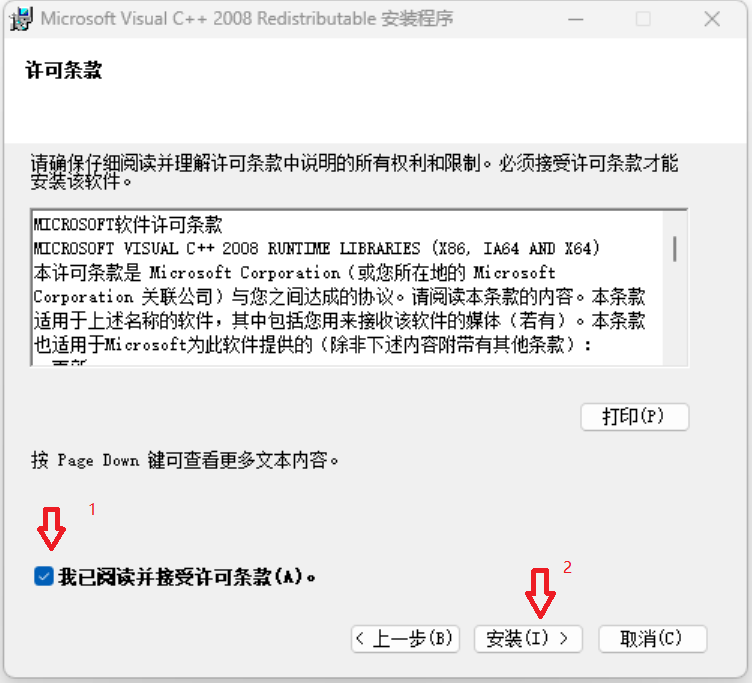 Microsoft Visual C++ 2008 Redistributable 安装程序
许可条款
请确保仔细阅读并理解许可条款中说明的所有权利和限制。必须接受许可条款才能
安装该软件。
MICROSOFT软件许可条款
MICROSOFT VISUAL C++ 2008 RUNTIME LIBRARIES (X86, IA64 AND X64)
本许可条款是 Microsoft Corporation（或您所在地的 Microsoft
Corporation 关联公司）与您之间达成的协议。请阅读本条款的内容。本条款
适用于上述名称的软件，其中包括您用来接收该软件的媒体（若有）。本条款
也适用于Microsoft为此软件提供的（除非下述内容附带有其他条款）：
打印(P)
按 Page Down 键可查看更多文本内容。
1
我已阅读并接受许可条款(A)。
2
< 上一步(B)
安装(I) >
取消(C)